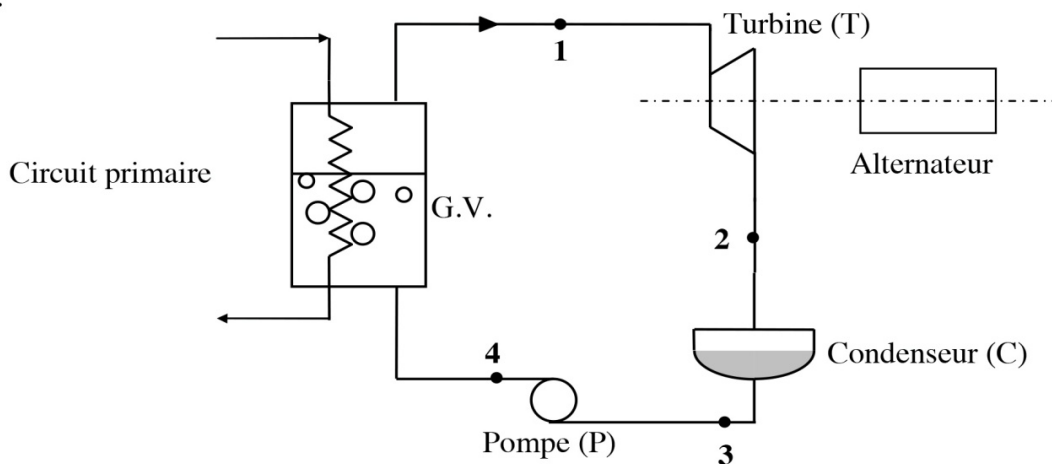 Turbine (T)
1
Alternateur
Circuit primaire
G.V.
2
Condenseur (C)
4
Pompe (P)
3